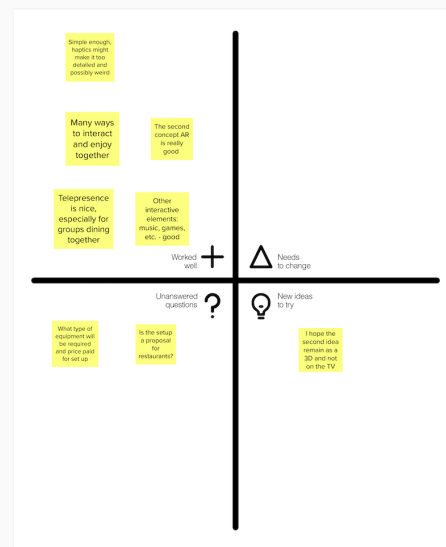 Simple enough,
haptics might
make it too
detailed and
possibly weird
Many ways
to interact
and enjoy
together
The second
concept AR
is really
good
Telepresence
is nice,
especially for
groups dining
together
Other
interactive
elements:
music, games,
etc. - good
Worked
well
Needs
to change
Unanswered
questions
?
New ideas
to try
What type of
equipment will
be required
and price paid
for set up
Is the setup
a proposal
for
restaurants?
I hope the
second idea
remain as a
3D and not
on the TV